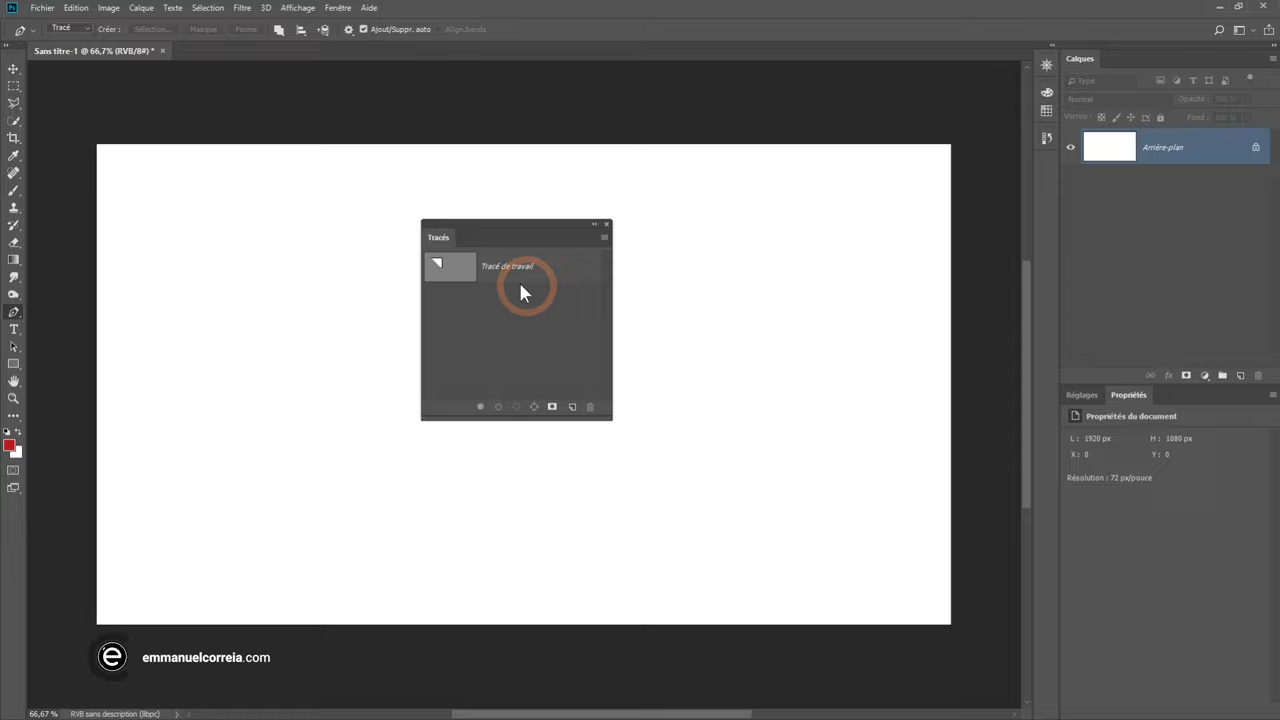 Ps Fichier Edition Image Calque Texte Sélection Filtre 3D Affichage Fenêtre Aide
Tracé Créer : Sélection... Masque Forme Ajout/Suppr. auto Align.bords
Sans titre-1 @ 66,7% (RVB/8#) * ×
Calques
Type
Normal Opacité :
Verrou : Fond :
Arrière-plan
Tracés
Tracé de travail
Réglages Propriétés
Propriétés du document
L : 1920 px H : 1080 px
X : 0 Y : 0
Résolution : 72 px/pouce
e emmanuelcorreia.com
66,67 % RVB sans description (8bpc)